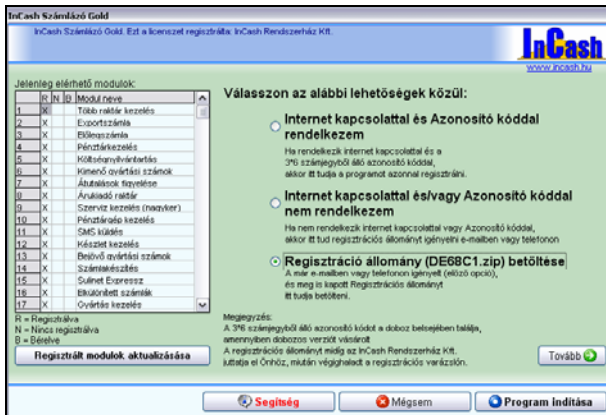 InCash Számlázó Gold
InCash Számlázó Gold. Ezt a licenszet regisztrálta: InCash Rendszerház Kft.
InCash
www.incash.hu
Jelenleg elérhető modulok:
R N B Modul neve
1 X Több raktár kezelés
2 X Exportszámla
3 X Előlegszámla
4 X Pénztárkezelés
5 X Költségnyilvántartás
6 X Kimenő gyártási számok
7 X Átutalások figyelése
8 X Árukiadó raktár
9 X Szerviz kezelés (nagyker)
10 X Pénztárgép kezelés
11 X SMS küldés
12 X Készlet kezelés
13 X Bejövő gyártási számok
14 X Számlakészítés
15 X Sulinet Expressz
16 X Elkülönített számlák
17 X Gyártás kezelés
R = Regisztrálva
N = Nincs regisztrálva
B = Bérelve
Regisztrált modulok aktualizásása
Válasszon az alábbi lehetőségek közül:
Internet kapcsolattal és Azonosító kóddal
rendelkezem
Ha rendelkezik internet kapcsolattal és a
3*6 számjegyből álló azonosító kóddal,
akkor itt tudja a programot azonnal regisztrálni.
Internet kapcsolattal és/vagy Azonosító kóddal
nem rendelkezem
Ha nem rendelkezik internet kapcsolattal vagy Azonosító kóddal,
akkor itt tud regisztrációs állományt igényelni e-mailben vagy telefonon
Regisztráció állomány (DE68C1.zip) betöltése
A már e-mailben vagy telefonon igényelt (előző opció),
és meg is kapott Regisztrációs állományt
itt tudja betölteni.
Megjegyzés:
A 3*6 számjegyből álló azonosító kódot a doboz belsejében találja,
amennyiben dobozos verziót vásárolt
A regisztrációs állományt midíg az InCash Rendszerház Kft.
juttatja el Önhöz, miután végighaladt a regisztrációs varázslón.
Tovább
Segítség
Mégsem
Program indítása